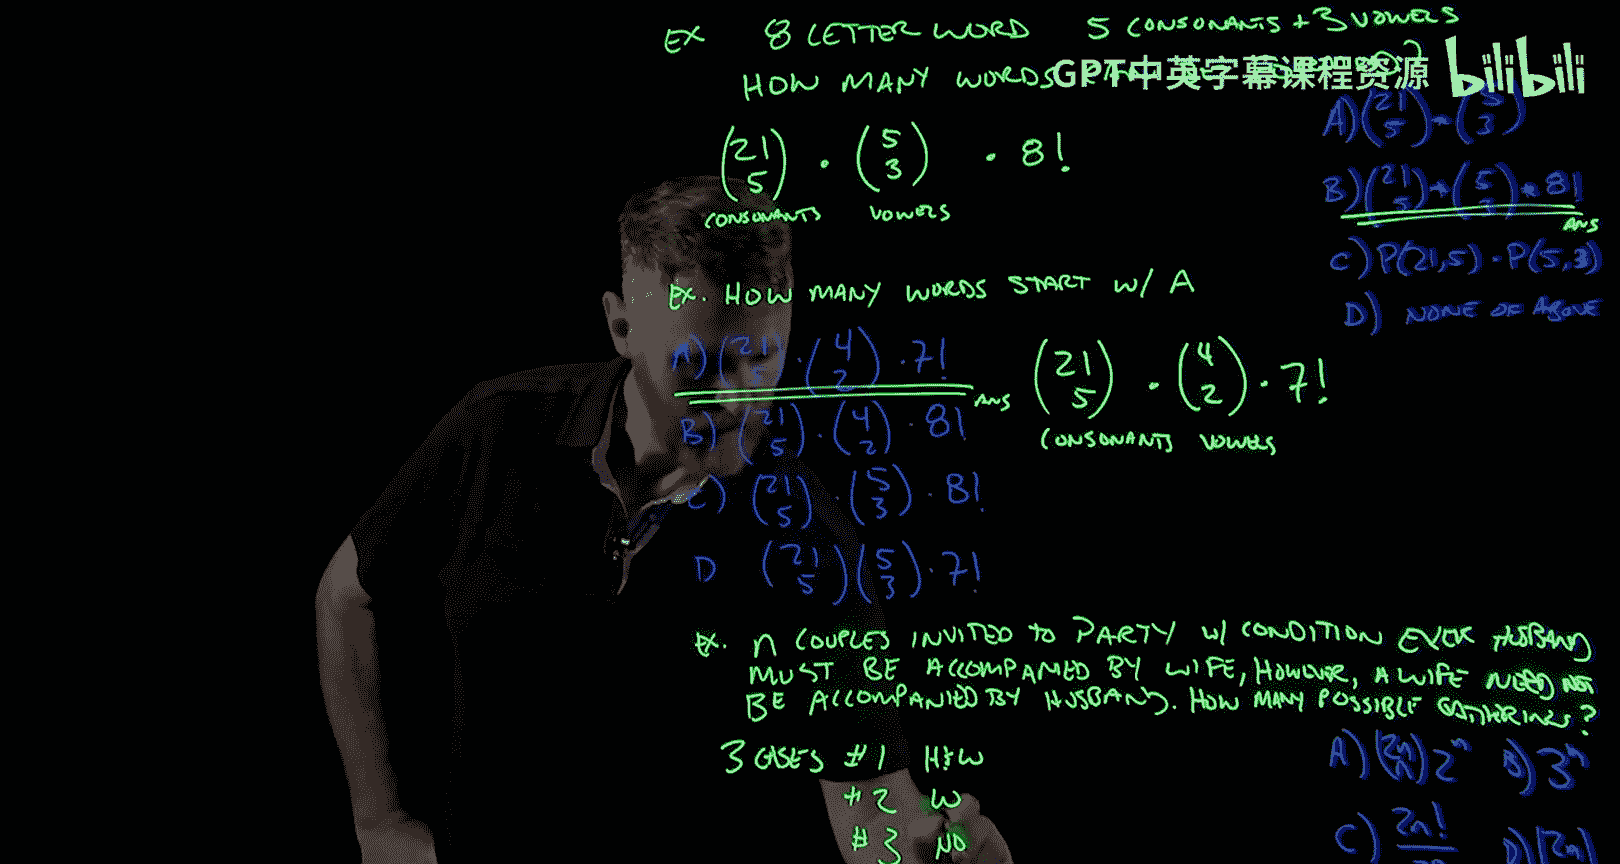 EX 8 LETTER WORD 5 CONSONANTS + 3 VOWELS
HOW MANY WORDS
GPT中英字幕课程资源 bilibili
(21 5) · (5 3) · 8!
CONSONANTS VOWELS
A) (21 5) · (5 3)
B) (21 5) · (5 3) · 8!
ANS
C) P(21,5) · P(5,3)
D) NONE OF ABOVE
EX. HOW MANY WORDS START W/ A
A) (21 5) · (4 2) · 7!
ANS
(21 5) · (4 2) · 7!
CONSONANTS VOWELS
B) (21 5) · (4 2) · 8!
C) (21 5) · (5 3) · 8!
D (21 5)(5 3) · 7!
EX. n COUPLES INVITED TO PARTY W/ CONDITION HUSBAND
MUST BE ACCOMPANIED BY WIFE, HOWEVER, A WIFE NEED NOT
BE ACCOMPANIED BY HUSBAND. HOW MANY POSSIBLE GATHERINGS?
3 CASES #1 H&W
#2 W
#3 NO
A) (2n n) 2^n B) 3^n
C) 2n! D)